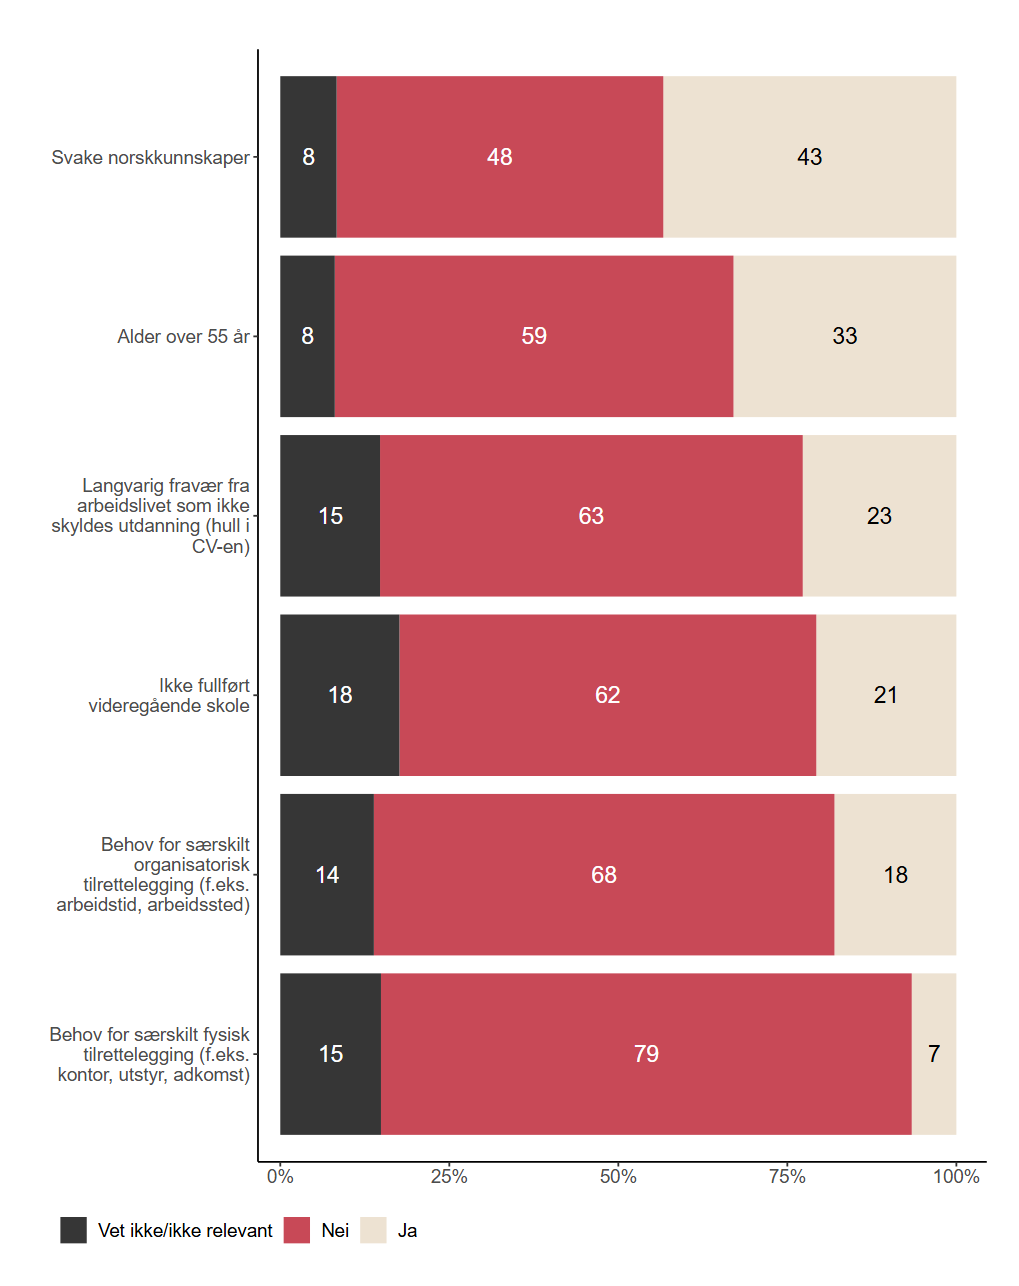 Svake norskkunnskaper
8 48 43
Alder over 55 år
8 59 33
Langvarig fravær fra
arbeidslivet som ikke
skyldes utdanning (hull i
CV-en)
15 63 23
Ikke fullført
videregående skole
18 62 21
Behov for særskilt
organisatorisk
tilrettelegging (f.eks.
arbeidstid, arbeidssted)
14 68 18
Behov for særskilt fysisk
tilrettelegging (f.eks.
kontor, utstyr, adkomst)
15 79 7
0% 25% 50% 75% 100%
Vet ikke/ikke relevant Nei Ja